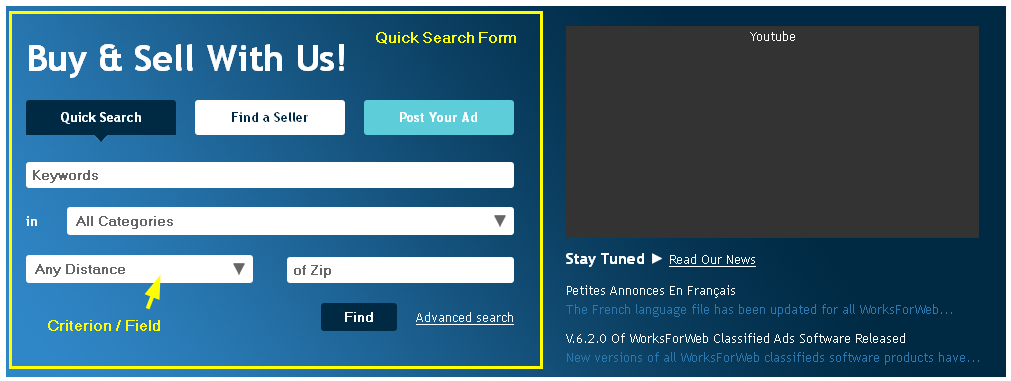 Quick Search Form
Buy & Sell With Us!
Quick Search
Find a Seller
Post Your Ad
Keywords
in
All Categories
Any Distance
of Zip
Criterion / Field
Find
Advanced search
Youtube
Stay Tuned Read Our News
Petites Annonces En Français
The French language file has been updated for all WorksForWeb...
V.6.2.0 Of WorksForWeb Classified Ads Software Released
New versions of all WorksForWeb classifieds software products have...